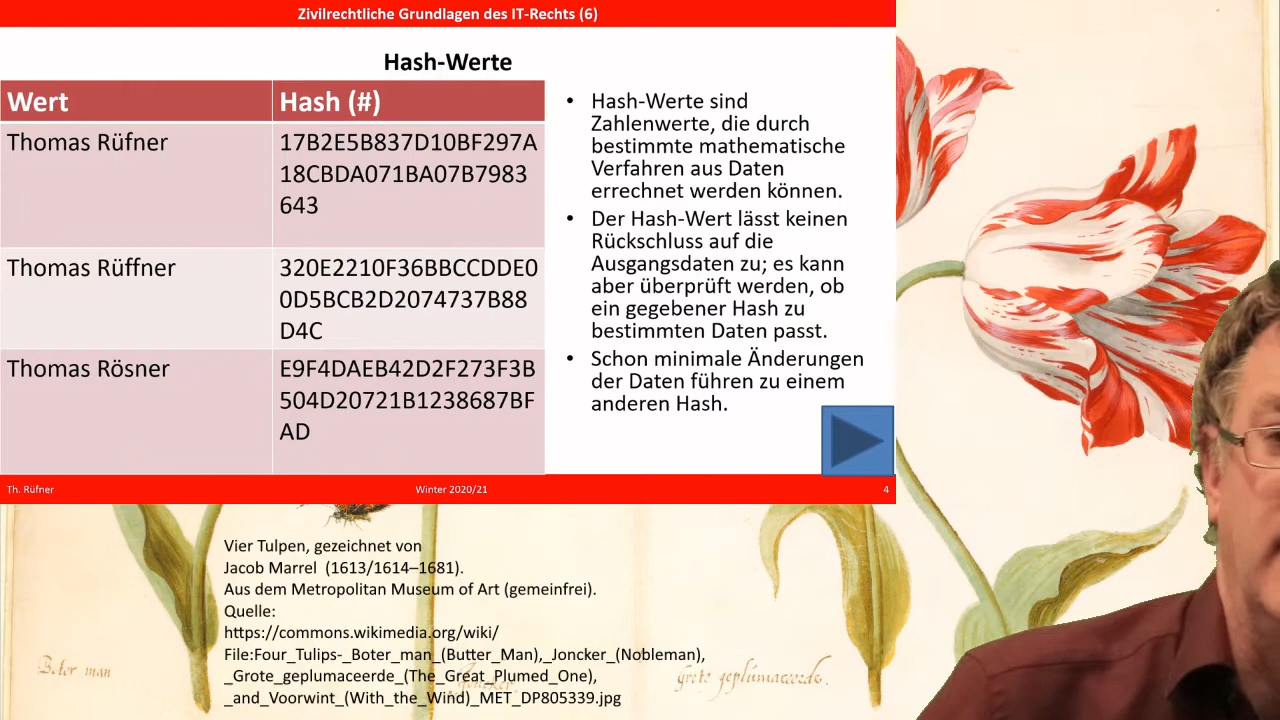 Zivilrechtliche Grundlagen des IT-Rechts (6)
Hash-Werte
Wert
Hash (#)
Thomas Rüfner
17B2E5B837D10BF297A
18CBDA071BA07B7983
643
Thomas Rüffner
320E2210F36BBCCDDE0
0D5BCB2D2074737B88
D4C
Thomas Rösner
E9F4DAEB42D2F273F3B
504D20721B1238687BF
AD
• Hash-Werte sind
Zahlenwerte, die durch
bestimmte mathematische
Verfahren aus Daten
errechnet werden können.
• Der Hash-Wert lässt keinen
Rückschluss auf die
Ausgangsdaten zu; es kann
aber überprüft werden, ob
ein gegebener Hash zu
bestimmten Daten passt.
• Schon minimale Änderungen
der Daten führen zu einem
anderen Hash.
Th. Rüfner
Winter 2020/21
4
Vier Tulpen, gezeichnet von
Jacob Marrel (1613/1614–1681).
Aus dem Metropolitan Museum of Art (gemeinfrei).
Quelle:
https://commons.wikimedia.org/wiki/
File:Four_Tulips-_Boter_man_(Butter_Man),_Joncker_(Nobleman),
_Grote_geplumaceerde_(The_Great_Plumed_One),
_and_Voorwint_(With_the_Wind)_MET_DP805339.jpg
Boter man
Grote geplumaceerde.